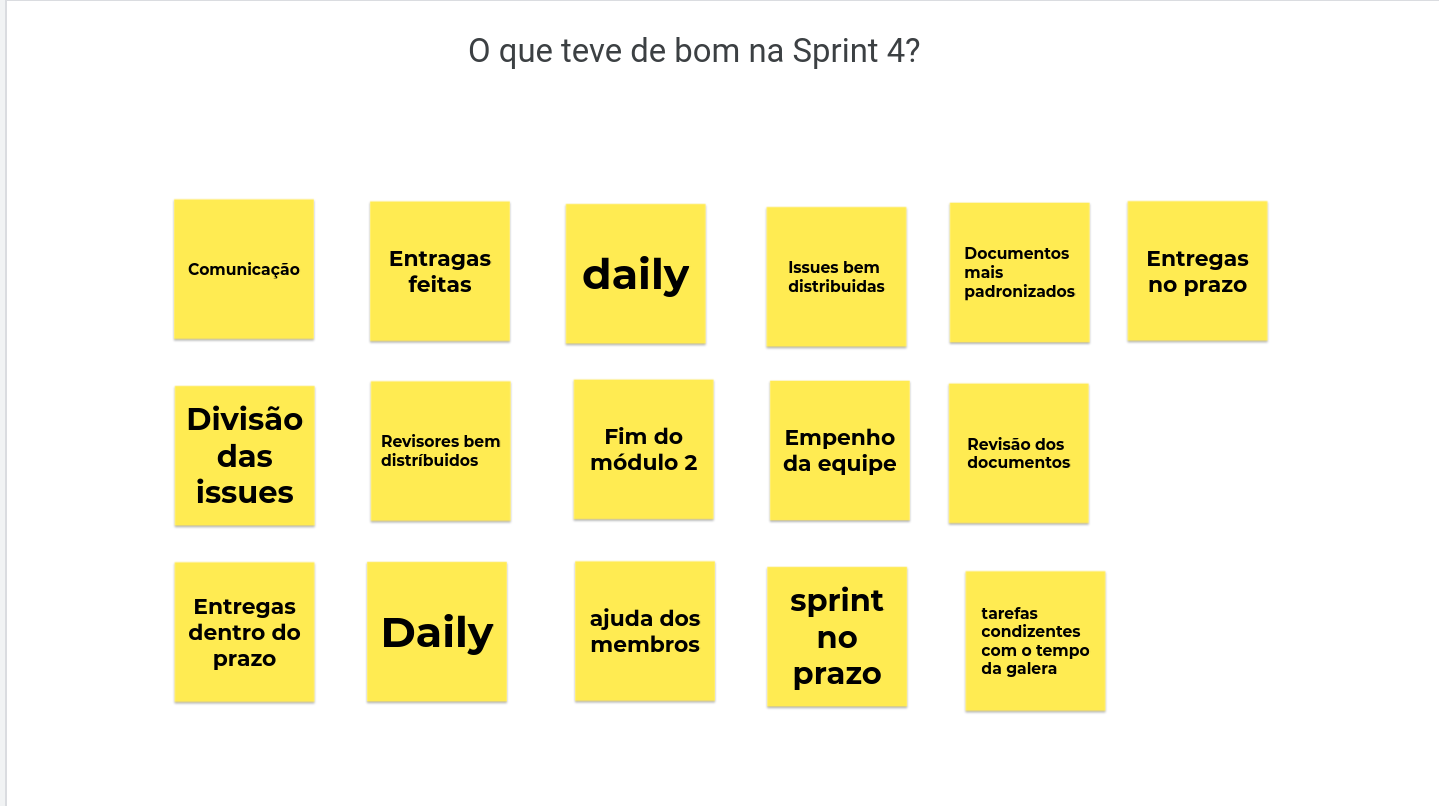 O que teve de bom na Sprint 4?
Comunicação
Entragas
feitas
daily
Issues bem
distribuidas
Documentos
mais
padronizados
Entregas
no prazo
Divisão
das
issues
Revisores bem
distríbuidos
Fim do
módulo 2
Empenho
da equipe
Revisão dos
documentos
Entregas
dentro do
prazo
Daily
ajuda dos
membros
sprint
no
prazo
tarefas
condizentes
com o tempo
da galera